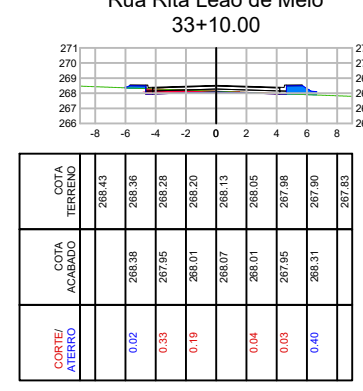 Rua Rita Leão de Melo
33+10.00
271
270
269
268
267
266
-8 -6 -4 -2 0 2 4 6 8
COTA
TERRENO
268.43 268.36 268.28 268.20 268.13 268.05 267.98 267.90 267.83
COTA
ACABADO
268.38 267.95 268.01 268.07 268.01 267.95 268.31
CORTE/
ATERRO
0.02 0.33 0.19 0.04 0.03 0.40